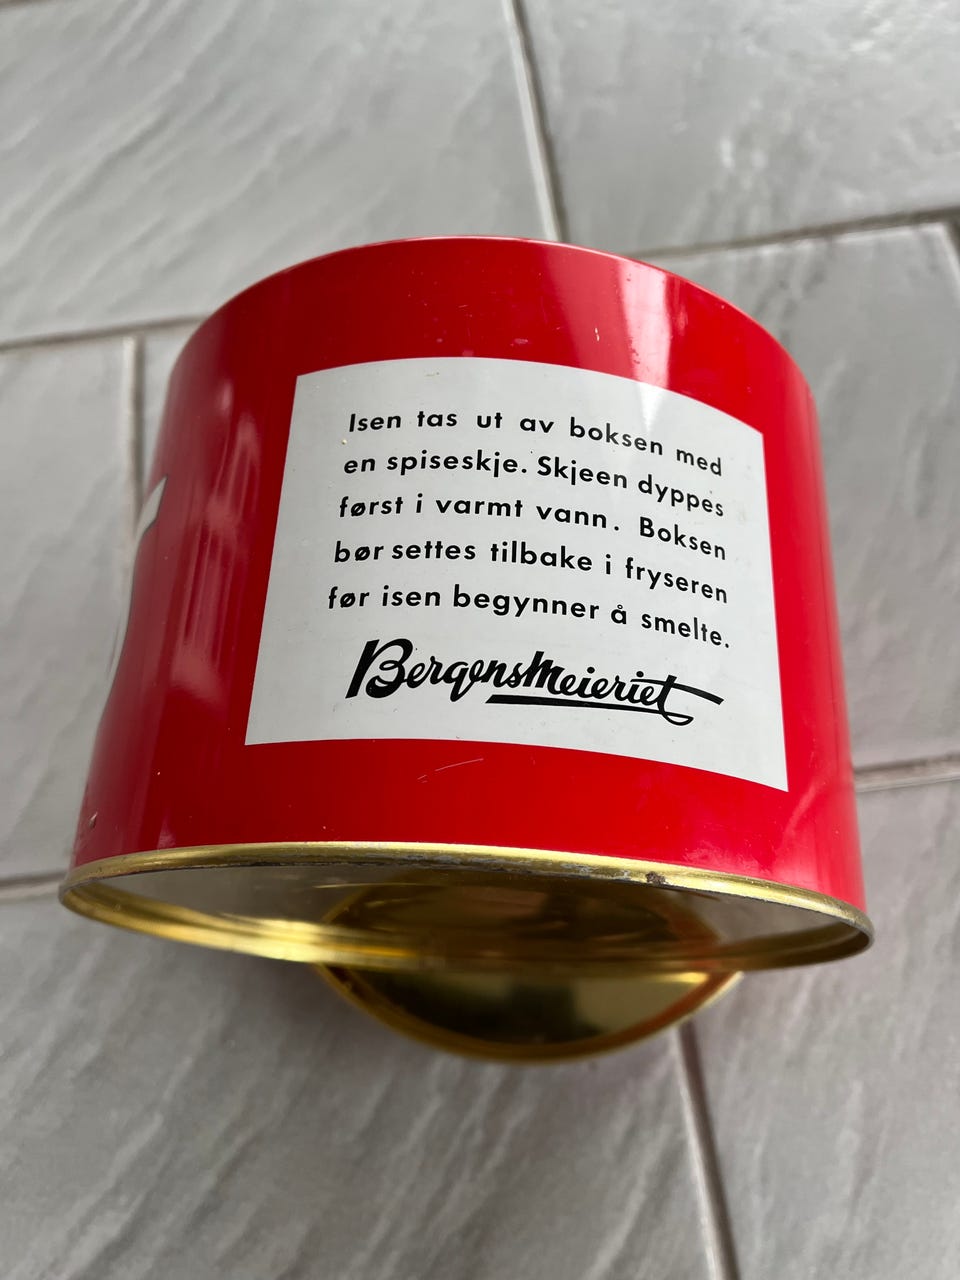 Isen tas ut av boksen med
en spiseskje. Skjeen dyppes
først i varmt vann. Boksen
bør settes tilbake i fryseren
før isen begynner å smelte.
BergensMeieriet